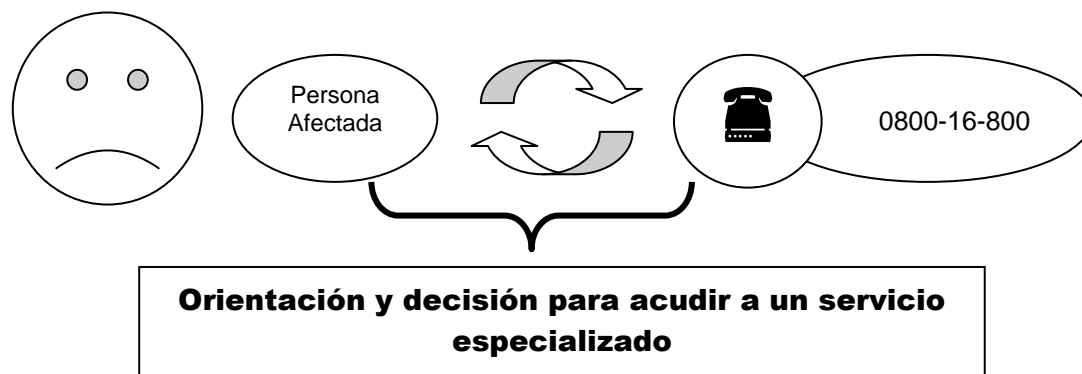 Persona
Afectada
0800-16-800
Orientación y decisión para acudir a un servicio
especializado